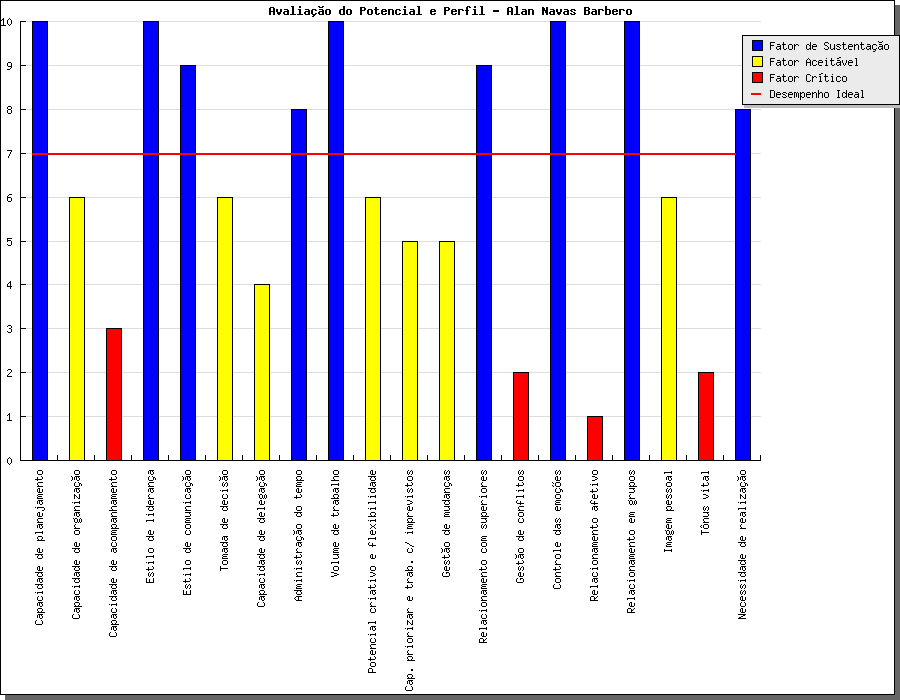 Avaliação do Potencial e Perfil - Alan Navas Barbero
Fator de Sustentação
Fator Aceitável
Fator Crítico
Desempenho Ideal
10
9
8
7
6
5
4
3
2
1
0
Capacidade de planejamento
Capacidade de organização
Capacidade de acompanhamento
Estilo de liderança
Estilo de comunicação
Tomada de decisão
Capacidade de delegação
Administração do tempo
Volume de trabalho
Potencial criativo e flexibilidade
Cap. priorizar e trab. c/ imprevistos
Gestão de mudanças
Relacionamento com superiores
Gestão de conflitos
Controle das emoções
Relacionamento afetivo
Relacionamento em grupos
Imagem pessoal
Tônus vital
Necessidade de realização